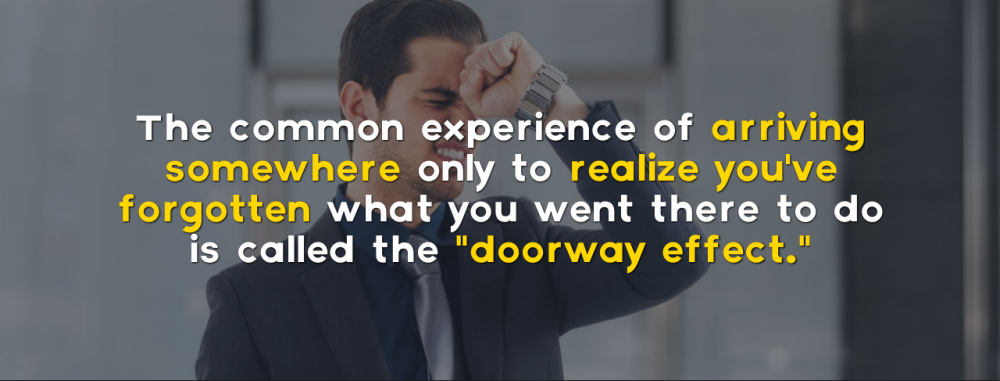 The common experience of arriving
somewhere only to realize you've
forgotten what you went there to do
is called the "doorway effect."